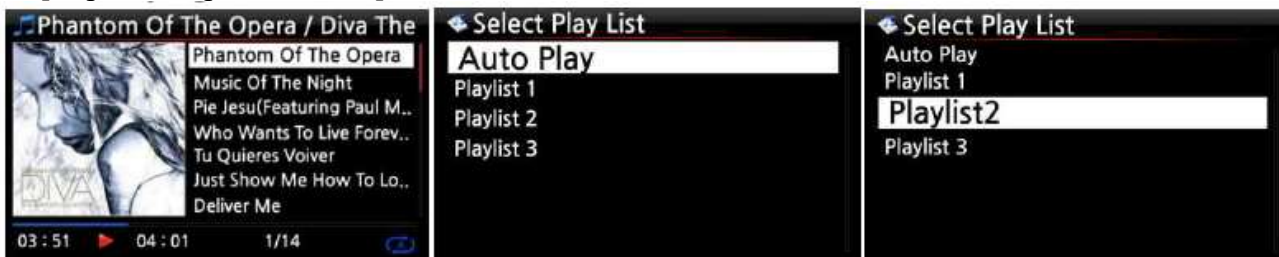 Phantom Of The Opera / Diva The
Phantom Of The Opera
Music Of The Night
Pie Jesu(Featuring Paul M..
Who Wants To Live Forev..
Tu Quieres Voiver
Just Show Me How To Lo..
Deliver Me
DIVA
03:51 04:01 1/14
Select Play List
Auto Play
Playlist 1
Playlist 2
Playlist 3
Select Play List
Auto Play
Playlist 1
Playlist2
Playlist 3